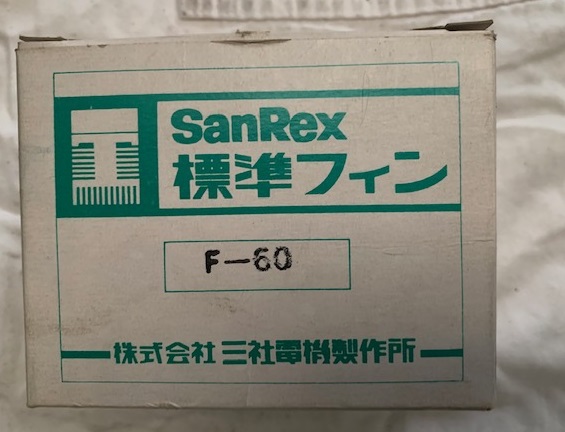 SanRex
標準フィン
F-60
株式会社 三社電機製作所